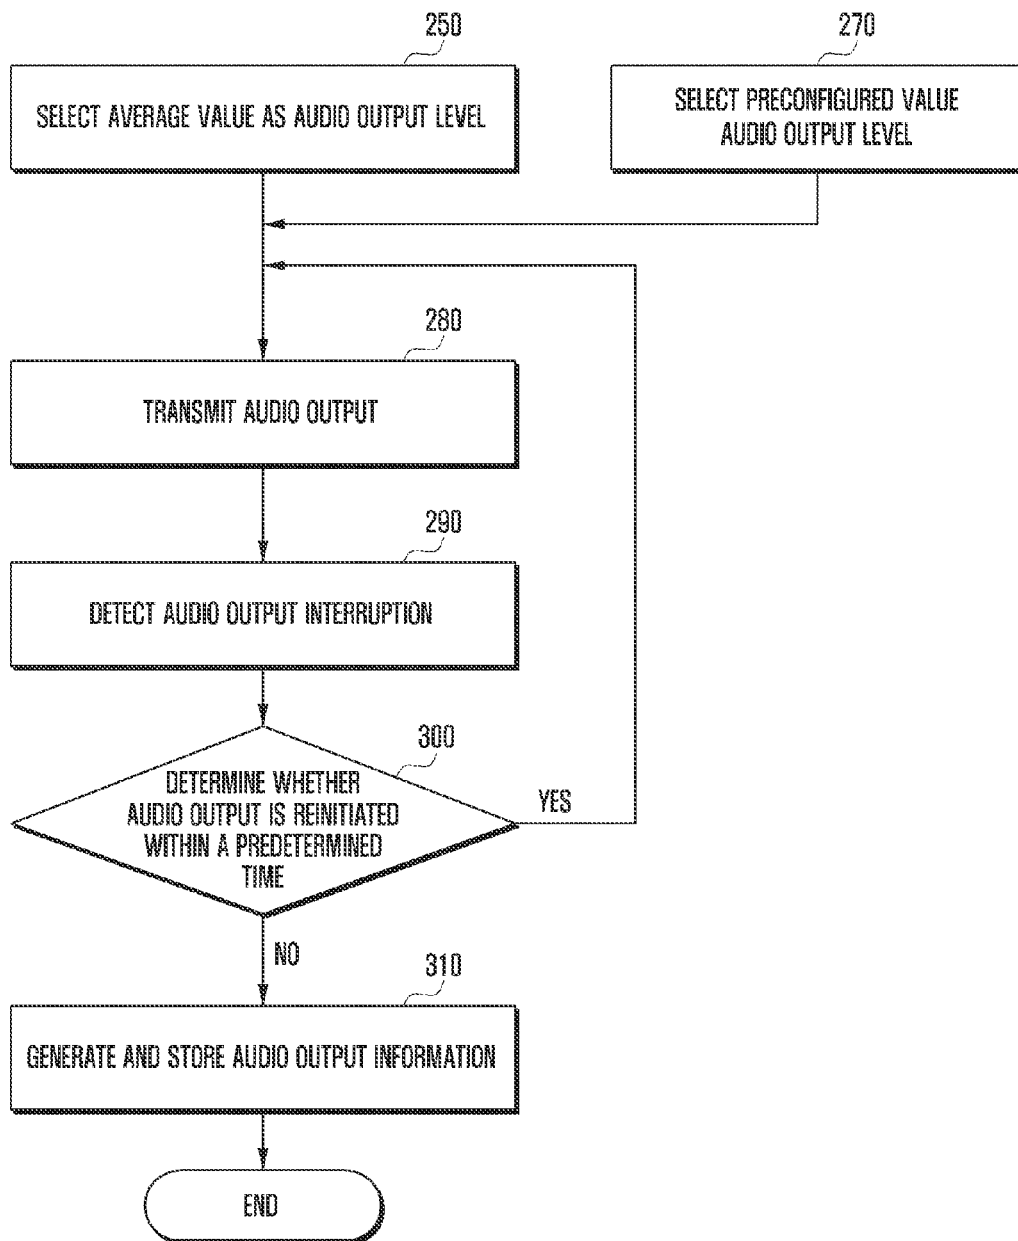 250
SELECT AVERAGE VALUE AS AUDIO OUTPUT LEVEL
270
SELECT PRECONFIGURED VALUE
AUDIO OUTPUT LEVEL
280
TRANSMIT AUDIO OUTPUT
290
DETECT AUDIO OUTPUT INTERRUPTION
300
DETERMINE WHETHER
AUDIO OUTPUT IS REINITIATED
WITHIN A PREDETERMINED
TIME
YES
NO
310
GENERATE AND STORE AUDIO OUTPUT INFORMATION
END